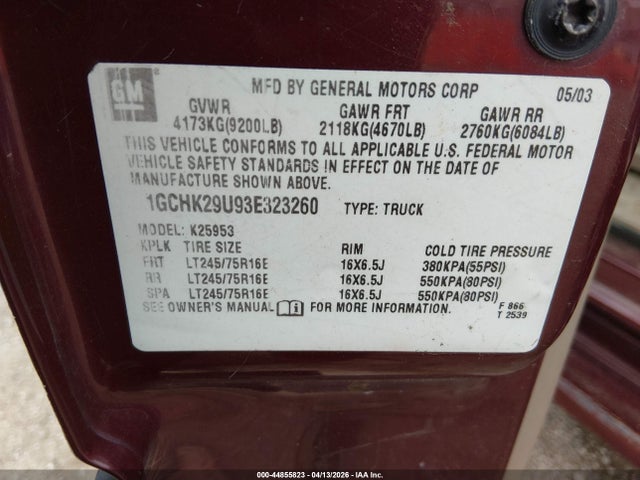 GM
MFD BY GENERAL MOTORS CORP 05/03
GVWR GAWR FRT GAWR RR
4173KG(9200LB) 2118KG(4670LB) 2760KG(6084LB)
THIS VEHICLE CONFORMS TO ALL APPLICABLE U.S. FEDERAL MOTOR
VEHICLE SAFETY STANDARDS IN EFFECT ON THE DATE OF
MANUFACTURE SHOWN ABOVE.
1GCHK29U93E323260 TYPE: TRUCK
MODEL: K25953
KPLK TIRE SIZE RIM COLD TIRE PRESSURE
FRT LT245/75R16E 16X6.5J 380KPA(55PSI)
RR LT245/75R16E 16X6.5J 550KPA(80PSI)
SPA LT245/75R16E 16X6.5J 550KPA(80PSI)
SEE OWNER'S MANUAL FOR MORE INFORMATION.
F 866
T 2539
000-44855823 - 04/13/2026 - IAA Inc.